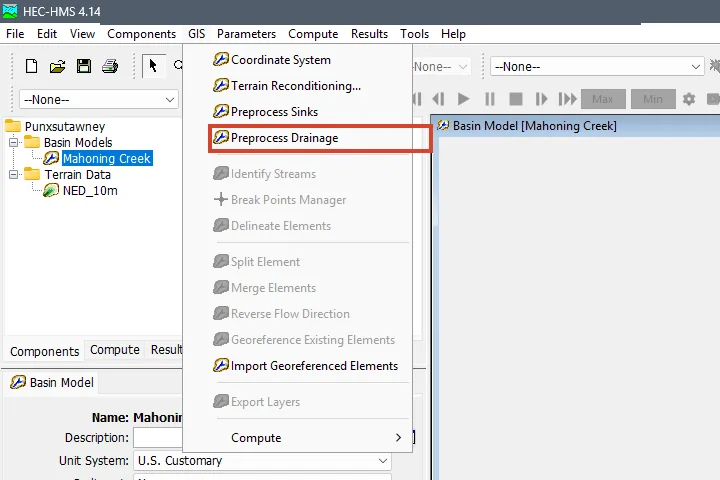 HEC-HMS 4.14
File Edit View Components GIS Parameters Compute Results Tools Help
--None--
--None--
--None--
Max Min
Punxsutawney
Basin Models
Mahoning Creek
Terrain Data
NED_10m
Components Compute
Basin Model
Name: Mahoning
Description:
Unit System: U.S. Customary
Coordinate System
Terrain Reconditioning...
Preprocess Sinks
Preprocess Drainage
Identify Streams
Break Points Manager
Delineate Elements
Split Element
Merge Elements
Reverse Flow Direction
Georeference Existing Elements
Import Georeferenced Elements
Export Layers
Compute
Basin Model [Mahoning Creek]